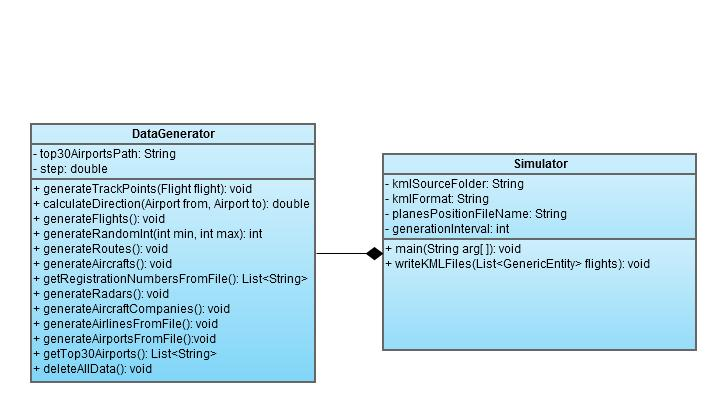 DataGenerator
- top30AirportsPath: String
- step: double
+ generateTrackPoints(Flight flight): void
+ calculateDirection(Airport from, Airport to): double
+ generateFlights(): void
+ generateRandomInt(int min, int max): int
+ generateRoutes(): void
+ generateAircrafts(): void
+ getRegistrationNumbersFromFile(): List<String>
+ generateRadars(): void
+ generateAircraftCompanies(): void
+ generateAirlinesFromFile(): void
+ generateAirportsFromFile():void
+ getTop30Airports(): List<String>
+ deleteAllData(): void
Simulator
- kmlSourceFolder: String
- kmlFormat: String
- planesPositionFileName: String
- generationInterval: int
+ main(String arg[ ]): void
+ writeKMLFiles(List<GenericEntity> flights): void